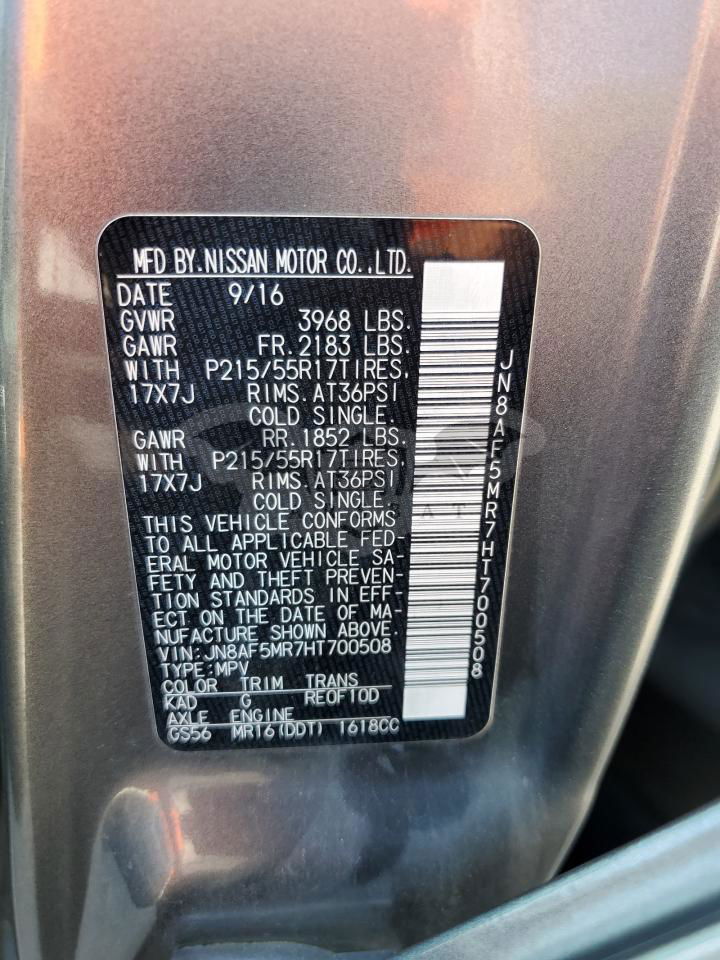 MFD BY.NISSAN MOTOR CO.,LTD.
DATE 9/16
GVWR 3968 LBS.
GAWR FR.2183 LBS.
WITH P215/55R17TIRES,
17X7J RIMS.AT36PSI
COLD SINGLE.
GAWR RR.1852 LBS.
WITH P215/55R17TIRES,
17X7J RIMS.AT36PSI
COLD SINGLE.
THIS VEHICLE CONFORMS
TO ALL APPLICABLE FED-
ERAL MOTOR VEHICLE SA-
FETY AND THEFT PREVEN-
TION STANDARDS IN EFF-
ECT ON THE DATE OF MA-
NUFACTURE SHOWN ABOVE.
VIN:JN8AF5MR7HT700508
TYPE:MPV
COLOR TRIM TRANS
KAD G RE0F10D
AXLE ENGINE
GS56 MR16(DDT) 1618CC
JN8AF5MR7HT700508